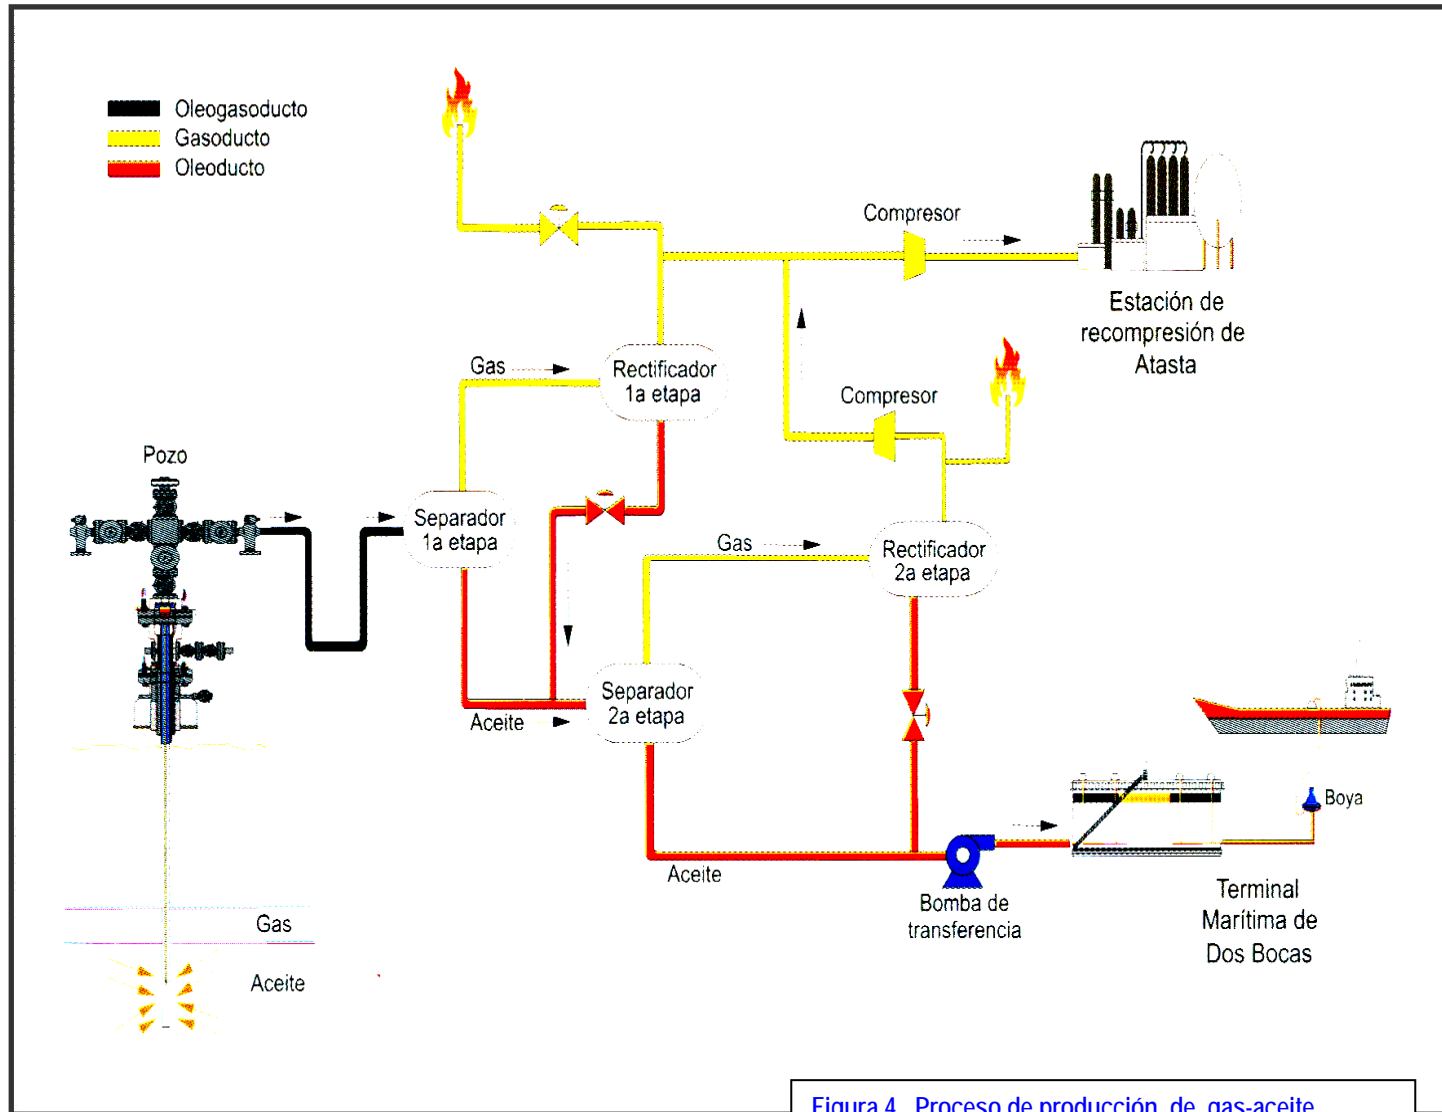 Oleogasoducto
Gasoducto
Oleoducto
Compresor
Estación de
recompresión de
Atasta
Gas
Rectificador
1a etapa
Compresor
Pozo
Separador
1a etapa
Gas
Rectificador
2a etapa
Separador
2a etapa
Aceite
Boya
Aceite
Bomba de
transferencia
Terminal
Marítima de
Dos Bocas
Gas
Aceite
Figura 4. Proceso de producción de gas-aceite